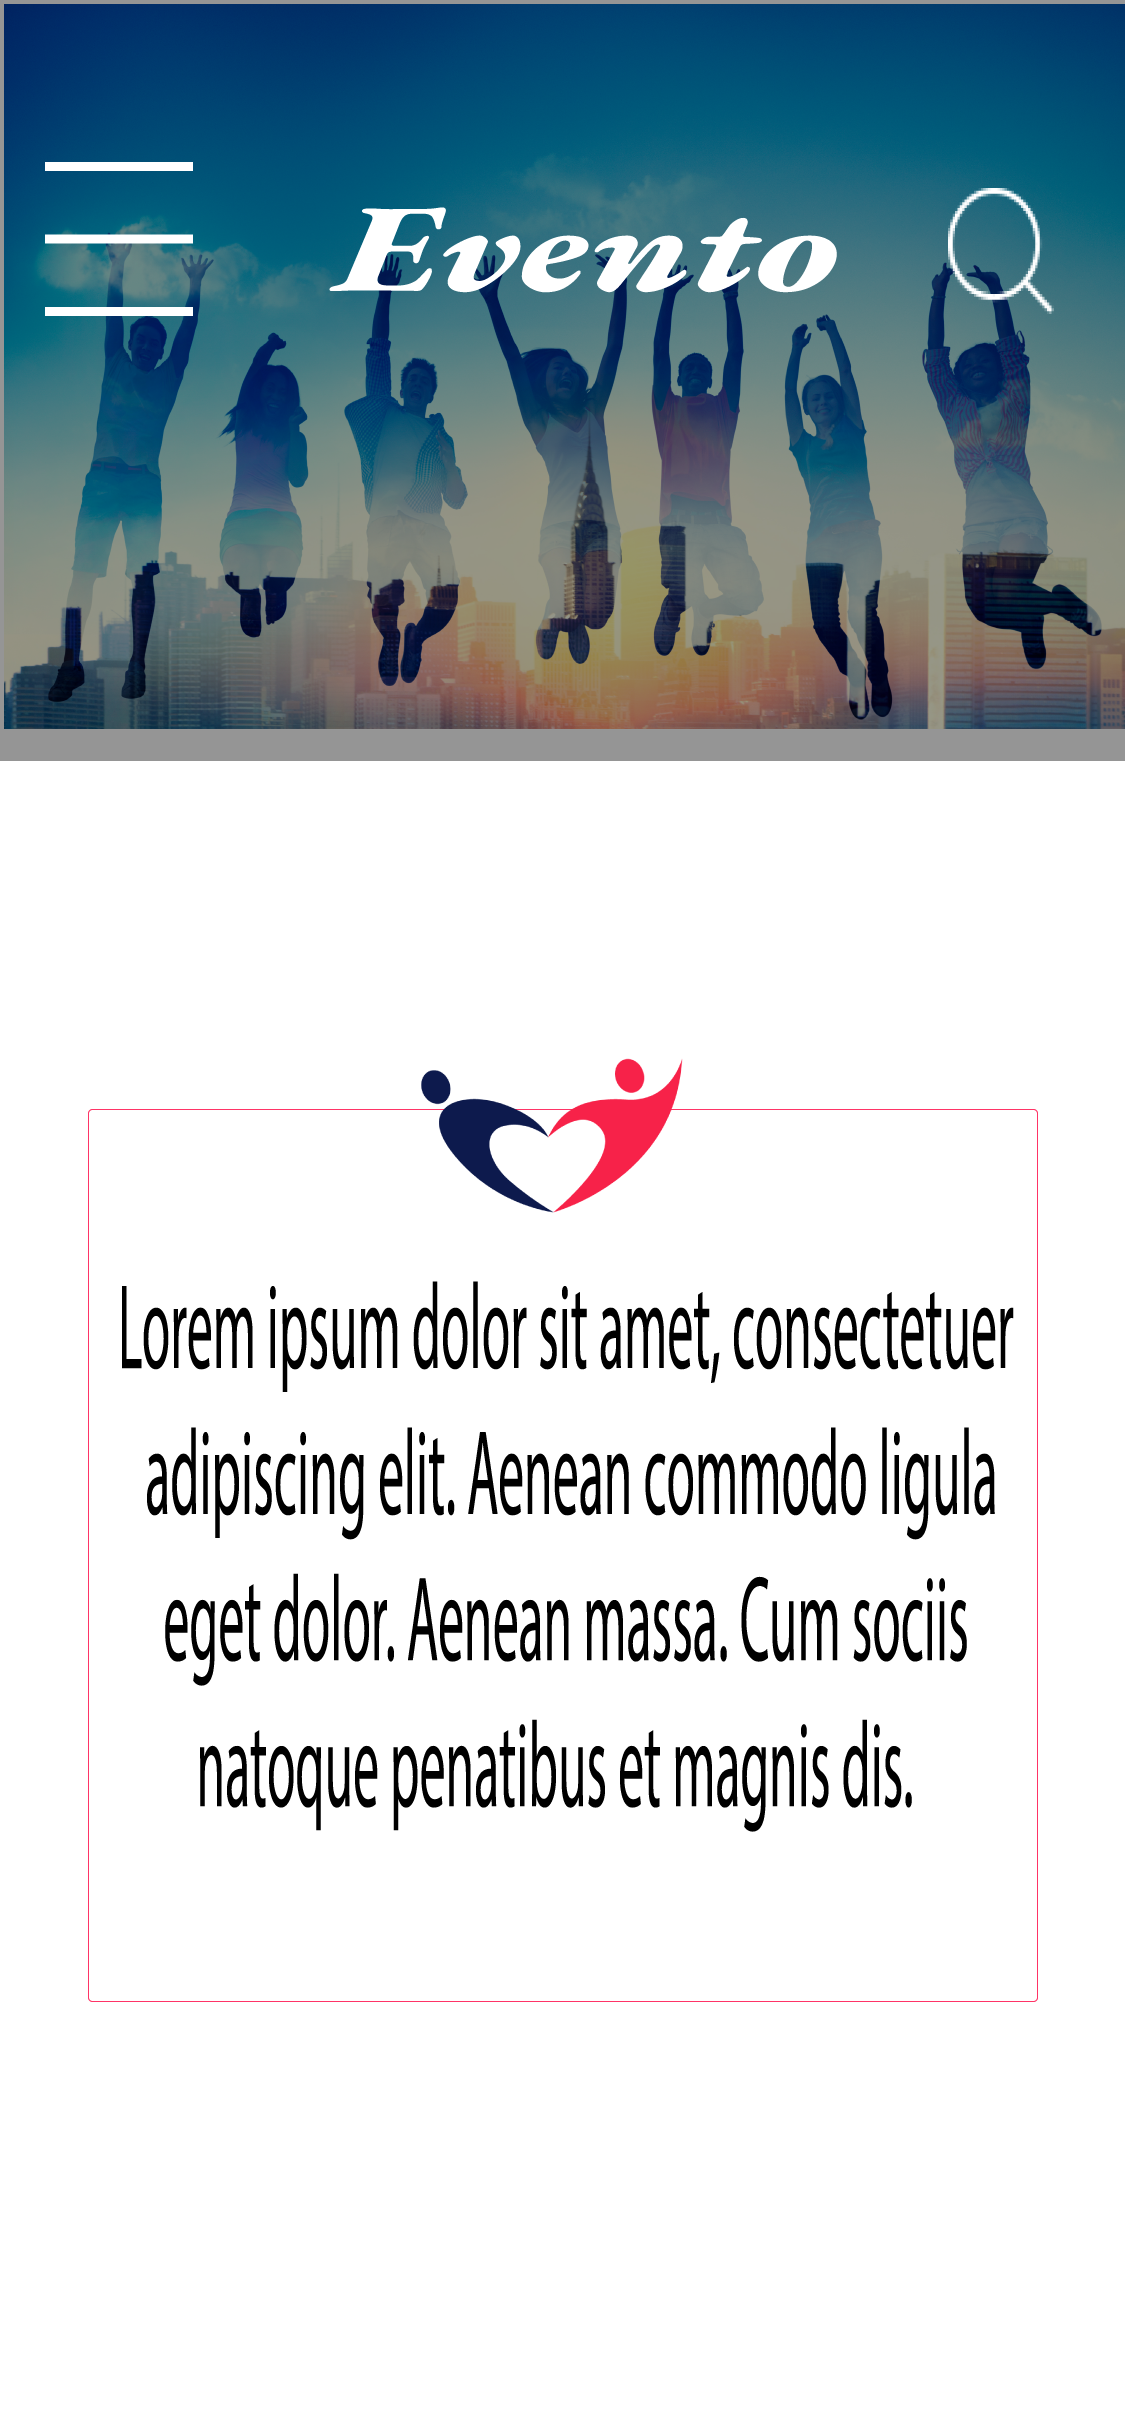 Evento
Lorem ipsum dolor sit amet, consectetuer
adipiscing elit. Aenean commodo ligula
eget dolor. Aenean massa. Cum sociis
natoque penatibus et magnis dis.